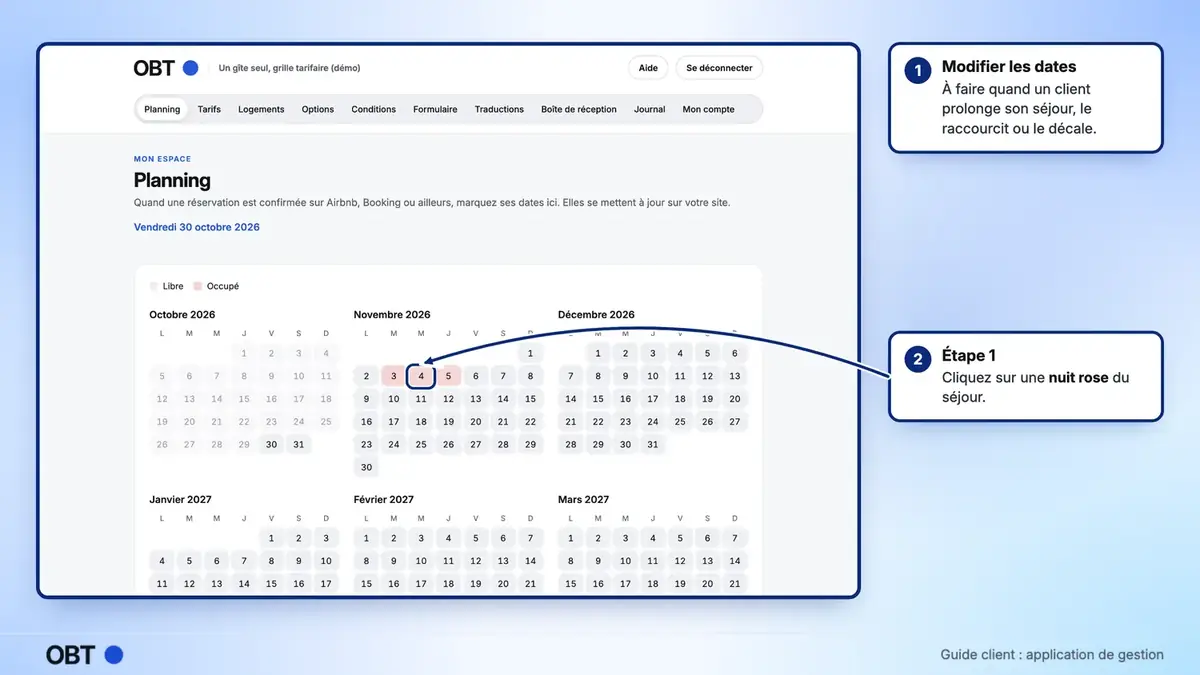 OBT
Un gîte seul, grille tarifaire (démo)
Aide
Se déconnecter
Planning
Tarifs
Logements
Options
Conditions
Formulaire
Traductions
Boîte de réception
Journal
Mon compte
MON ESPACE
Planning
Quand une réservation est confirmée sur Airbnb, Booking ou ailleurs, marquez ses dates ici. Elles se mettent à jour sur votre site.
Vendredi 30 octobre 2026
Libre
Occupé
Octobre 2026
L M M J V S D
1 2 3 4
5 6 7 8 9 10 11
12 13 14 15 16 17 18
19 20 21 22 23 24 25
26 27 28 29 30 31
Novembre 2026
L M M J V S D
1
2 3 4 5 6 7 8
9 10 11 12 13 14 15
16 17 18 19 20 21 22
23 24 25 26 27 28 29
30
Décembre 2026
L M M J V S D
1 2 3 4 5 6
7 8 9 10 11 12 13
14 15 16 17 18 19 20
21 22 23 24 25 26 27
28 29 30 31
Janvier 2027
L M M J V S D
1 2 3
4 5 6 7 8 9 10
11 12 13 14 15 16 17
Février 2027
L M M J V S D
1 2 3 4 5 6 7
8 9 10 11 12 13 14
15 16 17 18 19 20 21
Mars 2027
L M M J V S D
1 2 3 4 5 6 7
8 9 10 11 12 13 14
15 16 17 18 19 20 21
1
Modifier les dates
À faire quand un client
prolonge son séjour, le
raccourcit ou le décale.
2
Étape 1
Cliquez sur une nuit rose du
séjour.
OBT
Guide client : application de gestion